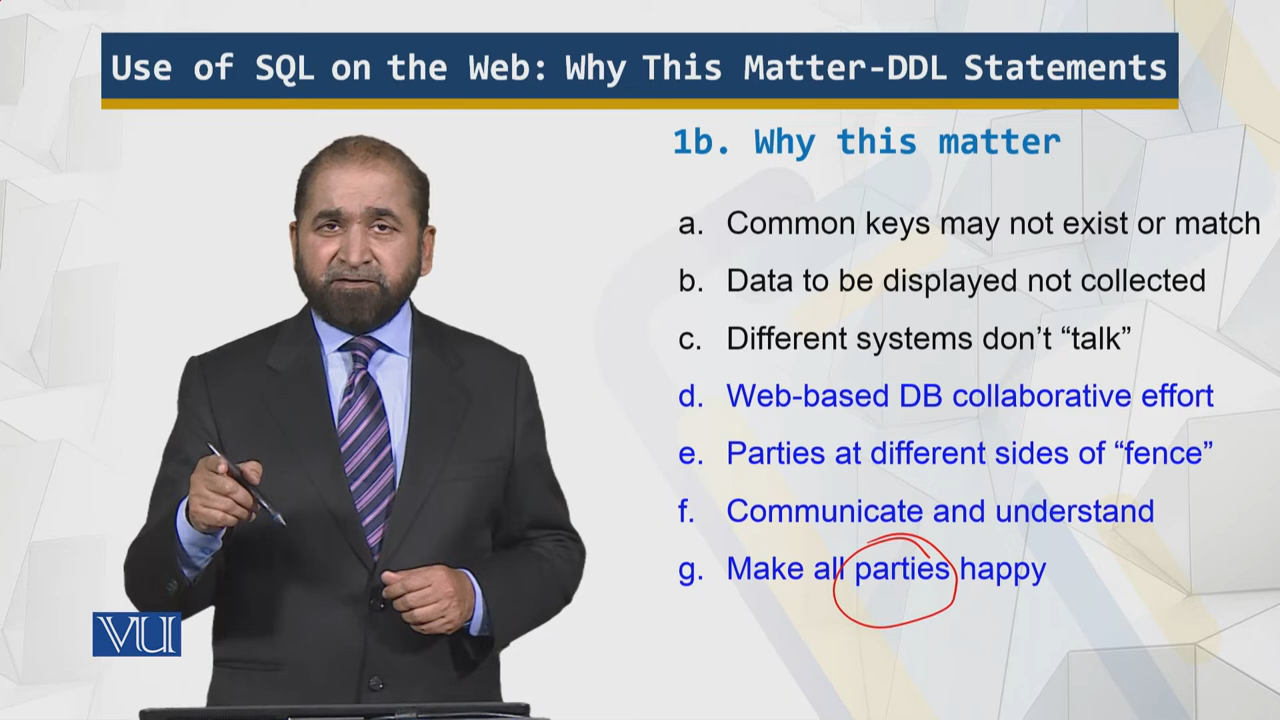 Use of SQL on the Web: Why This Matter-DDL Statements
1b. Why this matter
a. Common keys may not exist or match
b. Data to be displayed not collected
c. Different systems don’t “talk”
d. Web-based DB collaborative effort
e. Parties at different sides of “fence”
f. Communicate and understand
g. Make all parties happy
VU